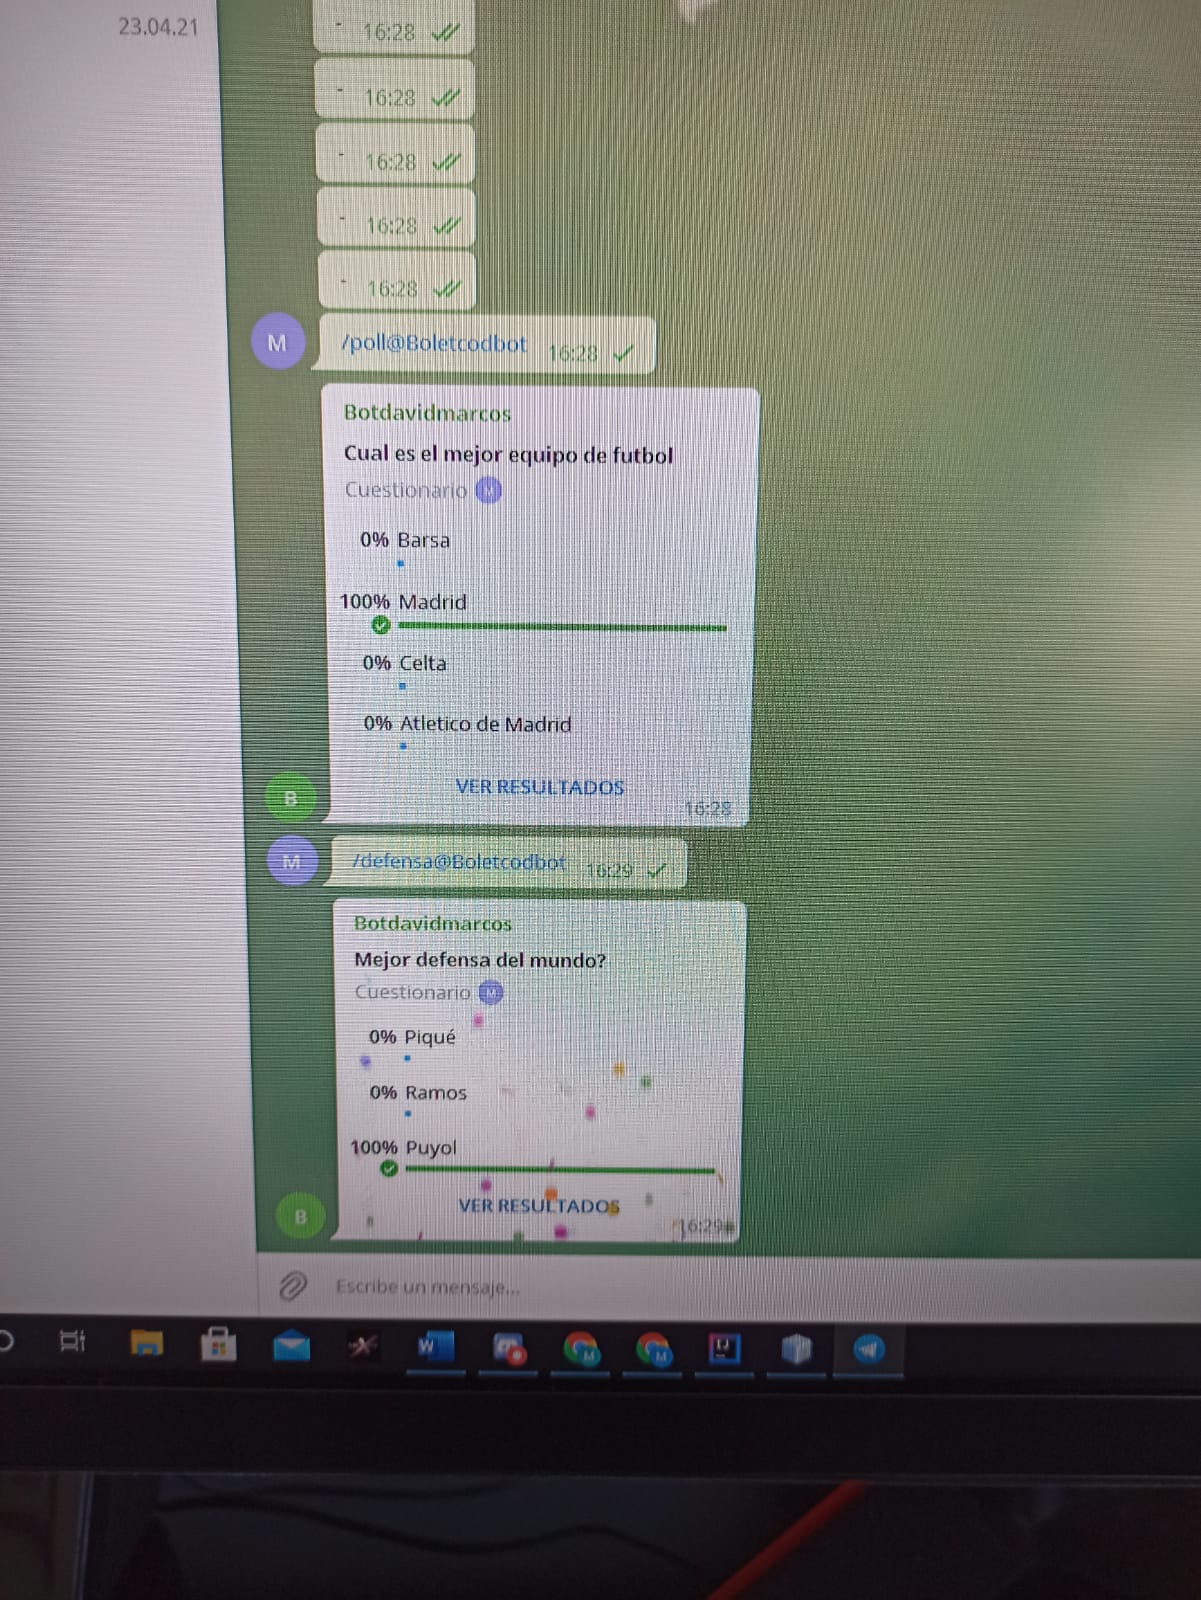 23.04.21
- 16:28
- 16:28
- 16:28
- 16:28
- 16:28
M
/poll@Boletcodbot 16:28
Botdavidmarcos
Cual es el mejor equipo de futbol
Cuestionario M
0% Barsa
100% Madrid
0% Celta
0% Atletico de Madrid
VER RESULTADOS
16:28
B
M
/defensa@Boletcodbot 16:29
Botdavidmarcos
Mejor defensa del mundo?
Cuestionario M
0% Piqué
0% Ramos
100% Puyol
VER RESULTADOS
16:29
B
Escribe un mensaje...
W
M
M
IJ